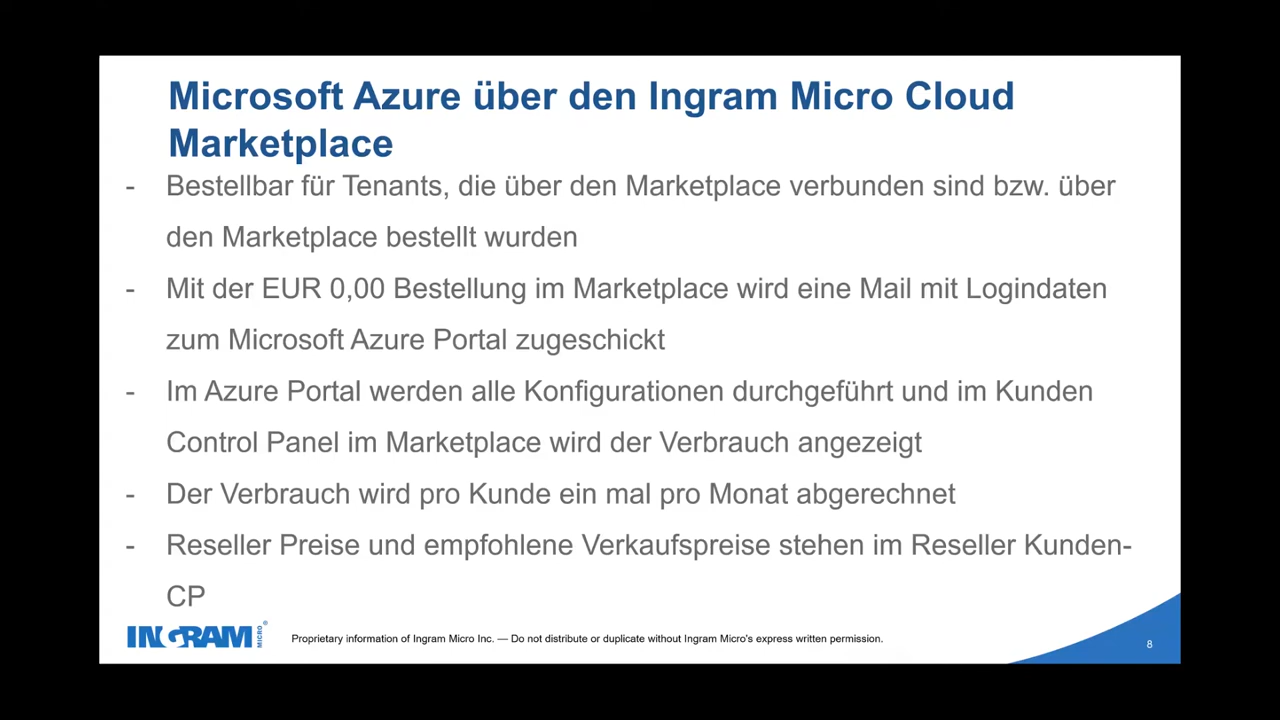 Microsoft Azure über den Ingram Micro Cloud
Marketplace
- Bestellbar für Tenants, die über den Marketplace verbunden sind bzw. über
den Marketplace bestellt wurden
- Mit der EUR 0,00 Bestellung im Marketplace wird eine Mail mit Logindaten
zum Microsoft Azure Portal zugeschickt
- Im Azure Portal werden alle Konfigurationen durchgeführt und im Kunden
Control Panel im Marketplace wird der Verbrauch angezeigt
- Der Verbrauch wird pro Kunde ein mal pro Monat abgerechnet
- Reseller Preise und empfohlene Verkaufspreise stehen im Reseller Kunden-
CP
INGRAM MICRO ®
Proprietary information of Ingram Micro Inc. — Do not distribute or duplicate without Ingram Micro's express written permission.
8